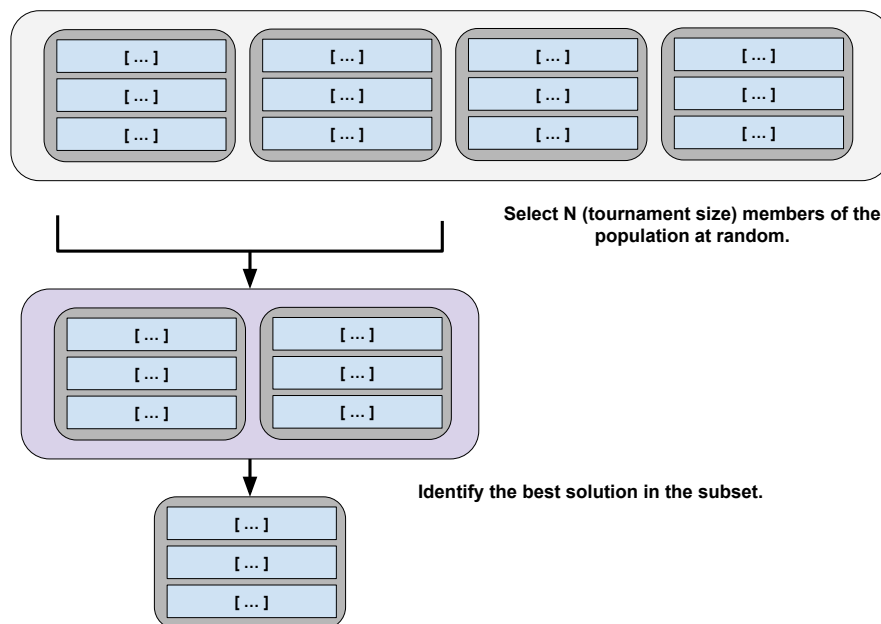 [ ... ] [ ... ] [ ... ] [ ... ]
[ ... ] [ ... ] [ ... ] [ ... ]
[ ... ] [ ... ] [ ... ] [ ... ]
Select N (tournament size) members of the
population at random.
[ ... ] [ ... ]
[ ... ] [ ... ]
[ ... ] [ ... ]
Identify the best solution in the subset.
[ ... ]
[ ... ]
[ ... ]